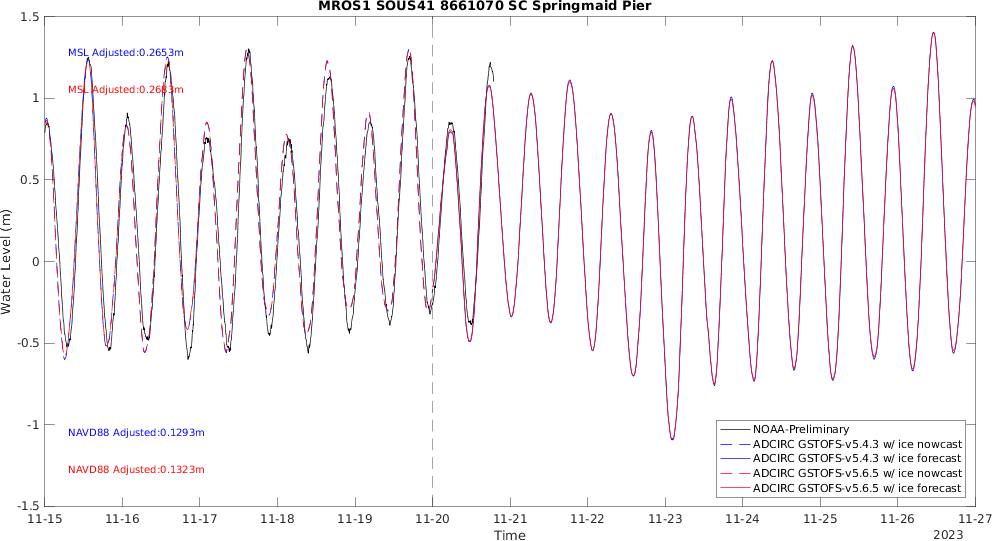 MROS1 SOUS41 8661070 SC Springmaid Pier
1.5
1
0.5
0
-0.5
-1
-1.5
Water Level (m)
MSL Adjusted:0.2653m
MSL Adjusted:0.2683m
NAVD88 Adjusted:0.1293m
NAVD88 Adjusted:0.1323m
NOAA-Preliminary
ADCIRC GSTOFS-v5.4.3 w/ ice nowcast
ADCIRC GSTOFS-v5.4.3 w/ ice forecast
ADCIRC GSTOFS-v5.6.5 w/ ice nowcast
ADCIRC GSTOFS-v5.6.5 w/ ice forecast
11-15 11-16 11-17 11-18 11-19 11-20 11-21 11-22 11-23 11-24 11-25 11-26 11-27
Time
2023